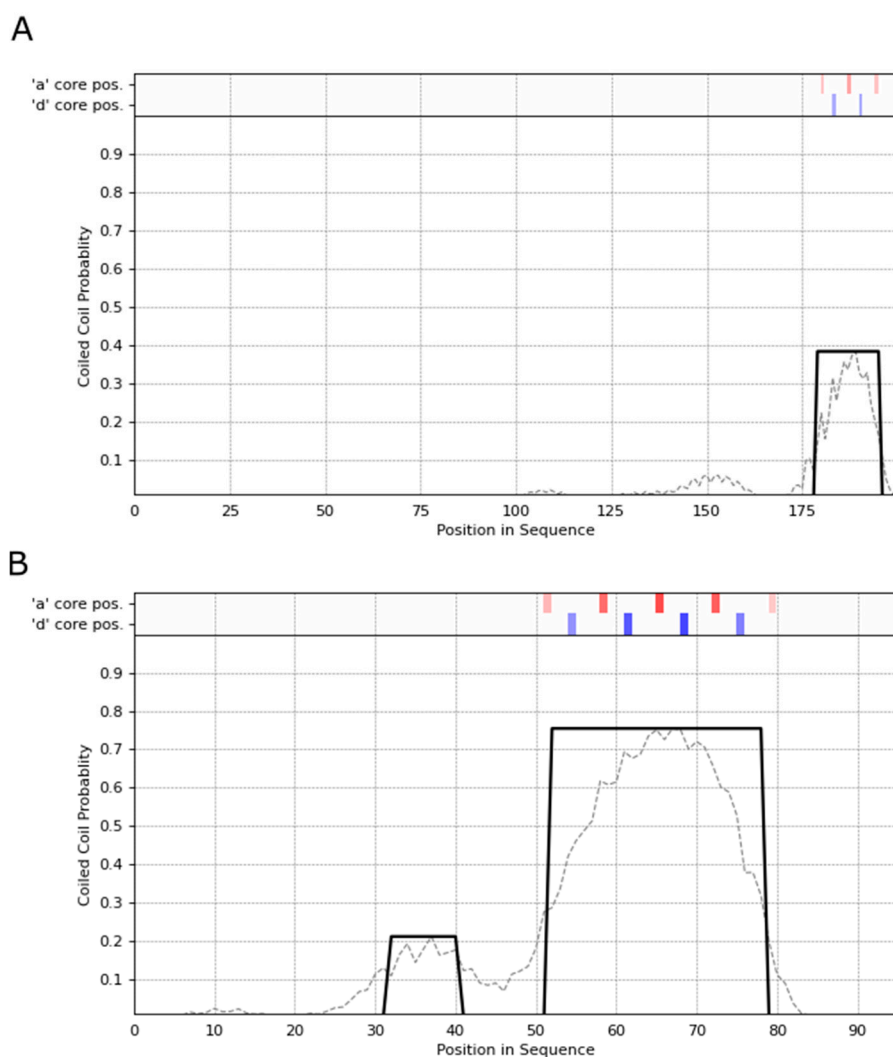 A
'a' core pos.
'd' core pos.
0.9
0.8
0.7
0.6
0.5
0.4
0.3
0.2
0.1
Coiled Coil Probablity
0 25 50 75 100 125 150 175
Position in Sequence
B
'a' core pos.
'd' core pos.
0.9
0.8
0.7
0.6
0.5
0.4
0.3
0.2
0.1
Coiled Coil Probablity
0 10 20 30 40 50 60 70 80 90
Position in Sequence